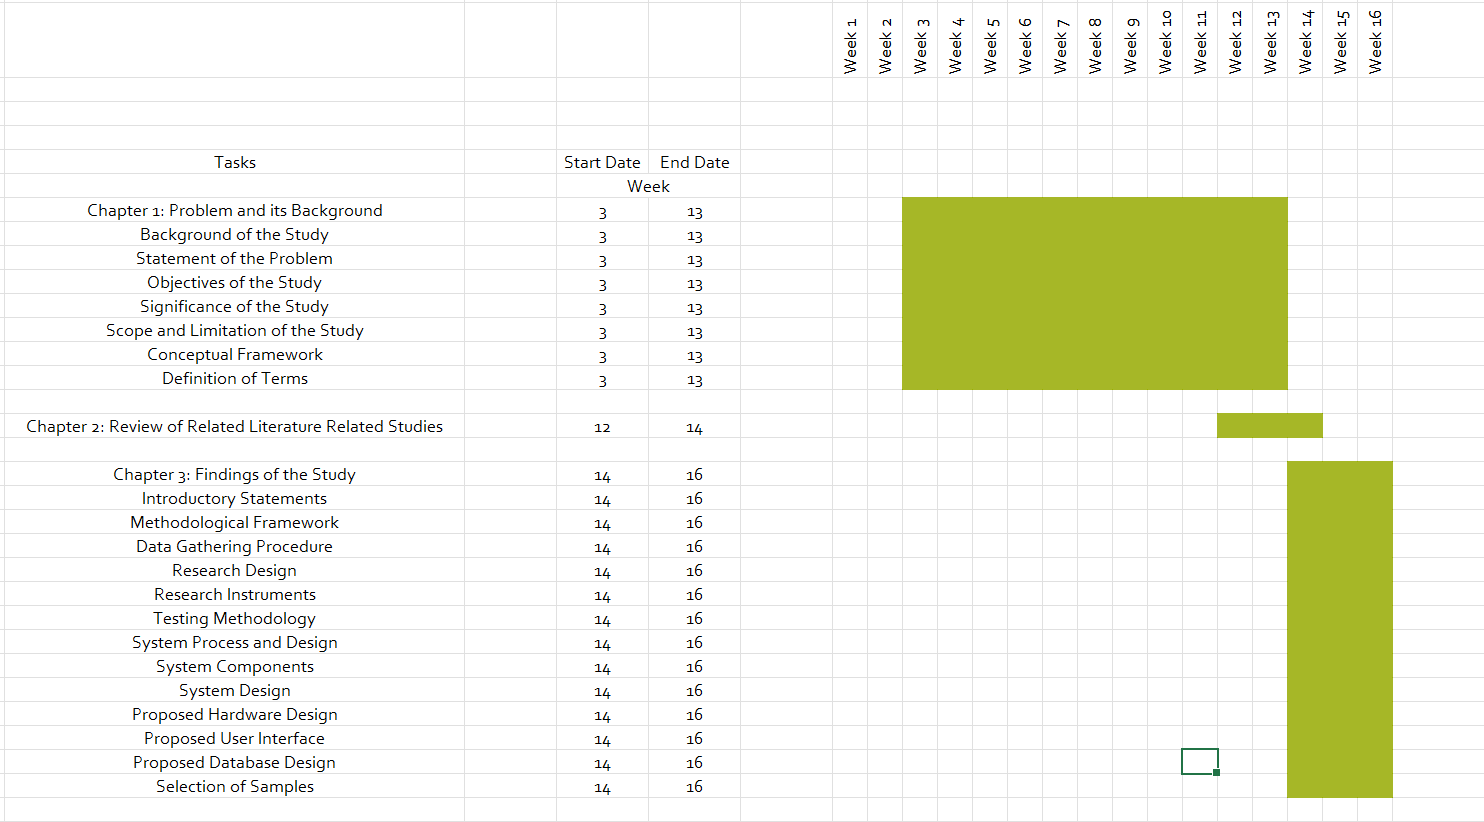 Week 1 Week 2 Week 3 Week 4 Week 5 Week 6 Week 7 Week 8 Week 9 Week 10 Week 11 Week 12 Week 13 Week 14 Week 15 Week 16
Tasks Start Date End Date
Week
Chapter 1: Problem and its Background 3 13
Background of the Study 3 13
Statement of the Problem 3 13
Objectives of the Study 3 13
Significance of the Study 3 13
Scope and Limitation of the Study 3 13
Conceptual Framework 3 13
Definition of Terms 3 13
Chapter 2: Review of Related Literature Related Studies 12 14
Chapter 3: Findings of the Study 14 16
Introductory Statements 14 16
Methodological Framework 14 16
Data Gathering Procedure 14 16
Research Design 14 16
Research Instruments 14 16
Testing Methodology 14 16
System Process and Design 14 16
System Components 14 16
System Design 14 16
Proposed Hardware Design 14 16
Proposed User Interface 14 16
Proposed Database Design 14 16
Selection of Samples 14 16